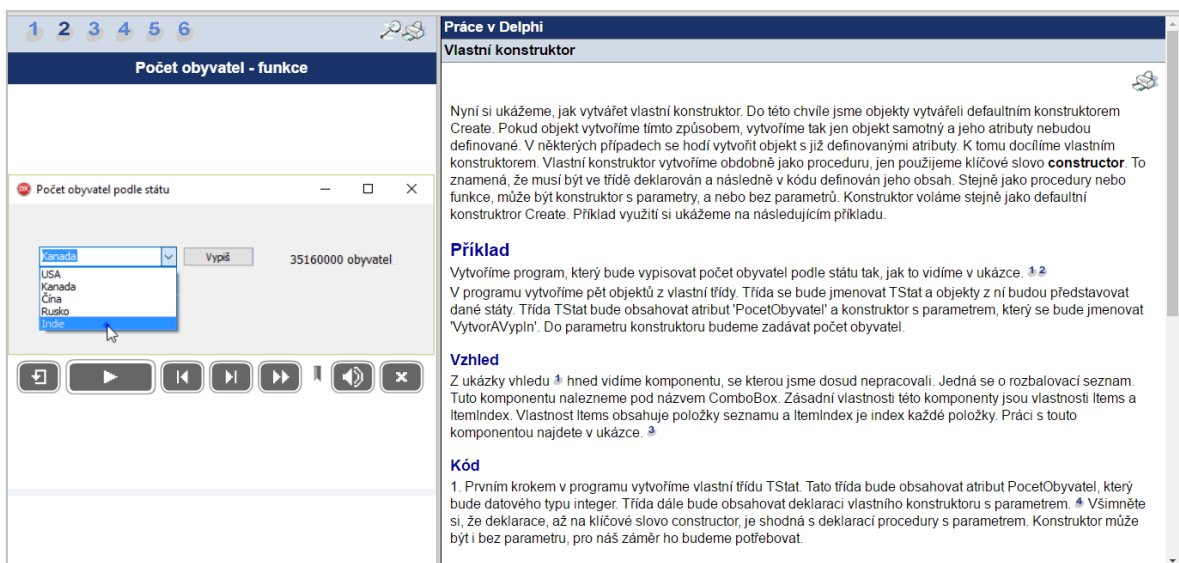 1 2 3 4 5 6
Počet obyvatel - funkce
Počet obyvatel podle státu
Kanada
Vypiš
35160000 obyvatel
USA
Kanada
Čína
Rusko
Indie
Práce v Delphi
Vlastní konstruktor
Nyní si ukážeme, jak vytvářet vlastní konstruktor. Do této chvíle jsme objekty vytvářeli defaultním konstruktorem
Create. Pokud objekt vytvoříme tímto způsobem, vytvoříme tak jen objekt samotný a jeho atributy nebudou
definované. V některých případech se hodí vytvořit objekt s již definovanými atributy. K tomu docílíme vlastním
konstruktorem. Vlastní konstruktor vytvoříme obdobně jako proceduru, jen použijeme klíčové slovo constructor. To
znamená, že musí být ve třídě deklarován a následně v kódu definován jeho obsah. Stejně jako procedury nebo
funkce, může být konstruktor s parametry, a nebo bez parametrů. Konstruktor voláme stejně jako defaultní
konstruktror Create. Příklad využití si ukážeme na následujícím příkladu.
Příklad
Vytvoříme program, který bude vypisovat počet obyvatel podle státu tak, jak to vidíme v ukázce. 1 2
V programu vytvoříme pět objektů z vlastní třídy. Třída se bude jmenovat TStat a objekty z ní budou představovat
dané státy. Třída TStat bude obsahovat atribut 'PocetObyvatel' a konstruktor s parametrem, který se bude jmenovat
'VytvorAVypln'. Do parametru konstruktoru budeme zadávat počet obyvatel.
Vzhled
Z ukázky vhledu 1 hned vidíme komponentu, se kterou jsme dosud nepracovali. Jedná se o rozbalovací seznam.
Tuto komponentu nalezneme pod názvem ComboBox. Zásadní vlastnosti této komponenty jsou vlastnosti Items a
ItemIndex. Vlastnost Items obsahuje položky seznamu a ItemIndex je index každé položky. Práci s touto
komponentou najdete v ukázce. 3
Kód
1. Prvním krokem v programu vytvoříme vlastní třídu TStat. Tato třída bude obsahovat atribut PocetObyvatel, který
bude datového typu integer. Třída dále bude obsahovat deklaraci vlastního konstruktoru s parametrem. 4 Všimněte
si, že deklarace, až na klíčové slovo constructor, je shodná s deklarací procedury s parametrem. Konstruktor může
být i bez parametru, pro náš záměr ho budeme potřebovat.